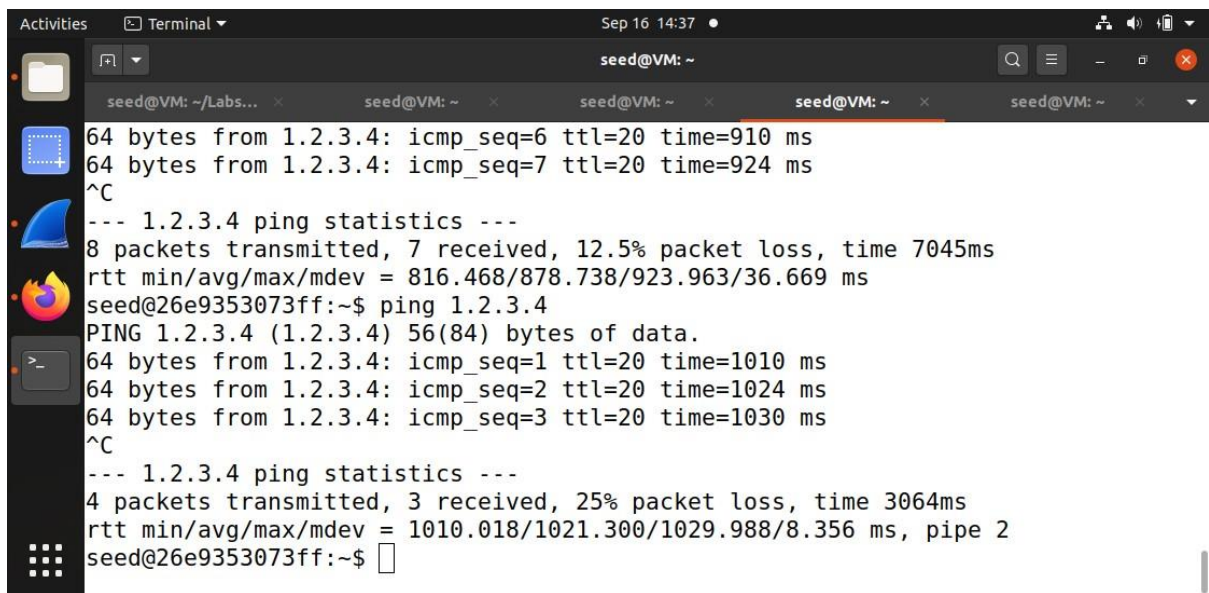 Activities Terminal Sep 16 14:37
seed@VM: ~
seed@VM: ~/Labs... seed@VM: ~ seed@VM: ~ seed@VM: ~ seed@VM: ~
64 bytes from 1.2.3.4: icmp_seq=6 ttl=20 time=910 ms
64 bytes from 1.2.3.4: icmp_seq=7 ttl=20 time=924 ms
^C
--- 1.2.3.4 ping statistics ---
8 packets transmitted, 7 received, 12.5% packet loss, time 7045ms
rtt min/avg/max/mdev = 816.468/878.738/923.963/36.669 ms
seed@26e9353073ff:~$ ping 1.2.3.4
PING 1.2.3.4 (1.2.3.4) 56(84) bytes of data.
64 bytes from 1.2.3.4: icmp_seq=1 ttl=20 time=1010 ms
64 bytes from 1.2.3.4: icmp_seq=2 ttl=20 time=1024 ms
64 bytes from 1.2.3.4: icmp_seq=3 ttl=20 time=1030 ms
^C
--- 1.2.3.4 ping statistics ---
4 packets transmitted, 3 received, 25% packet loss, time 3064ms
rtt min/avg/max/mdev = 1010.018/1021.300/1029.988/8.356 ms, pipe 2
seed@26e9353073ff:~$